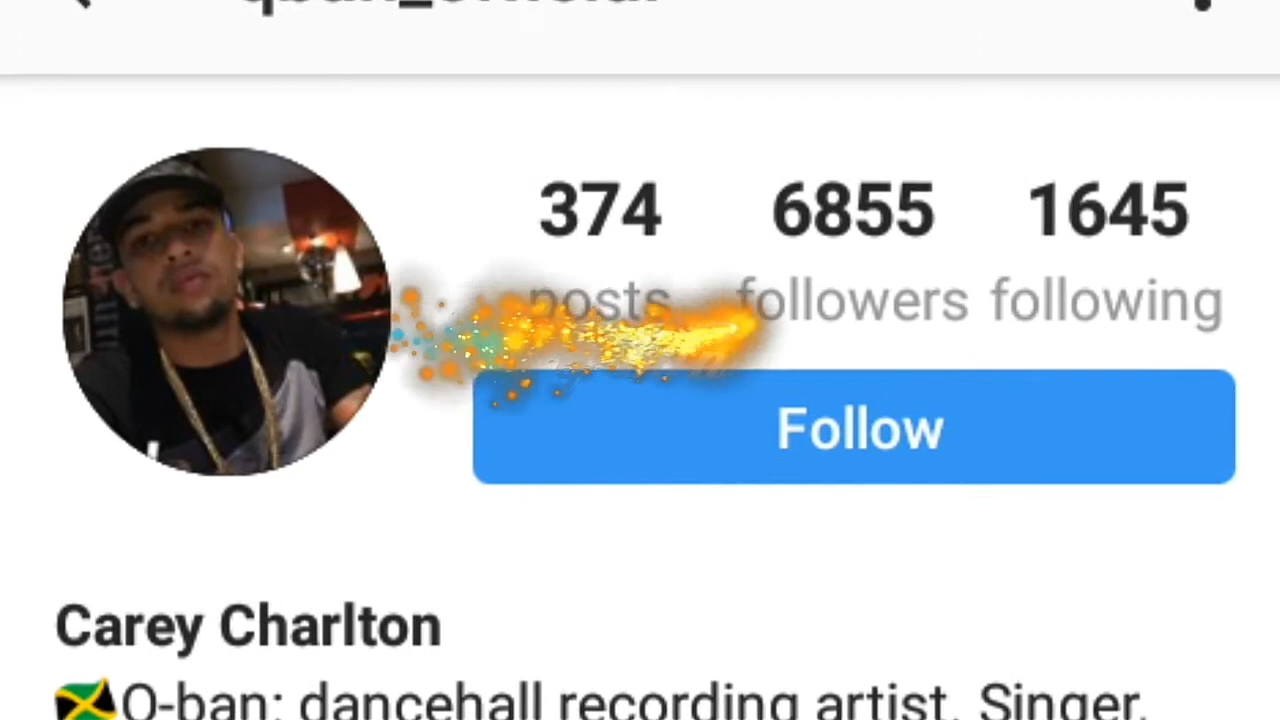 374 6855 1645
posts followers following
Follow
Carey Charlton
🇯🇲Q-ban: dancehall recording artist. Singer.